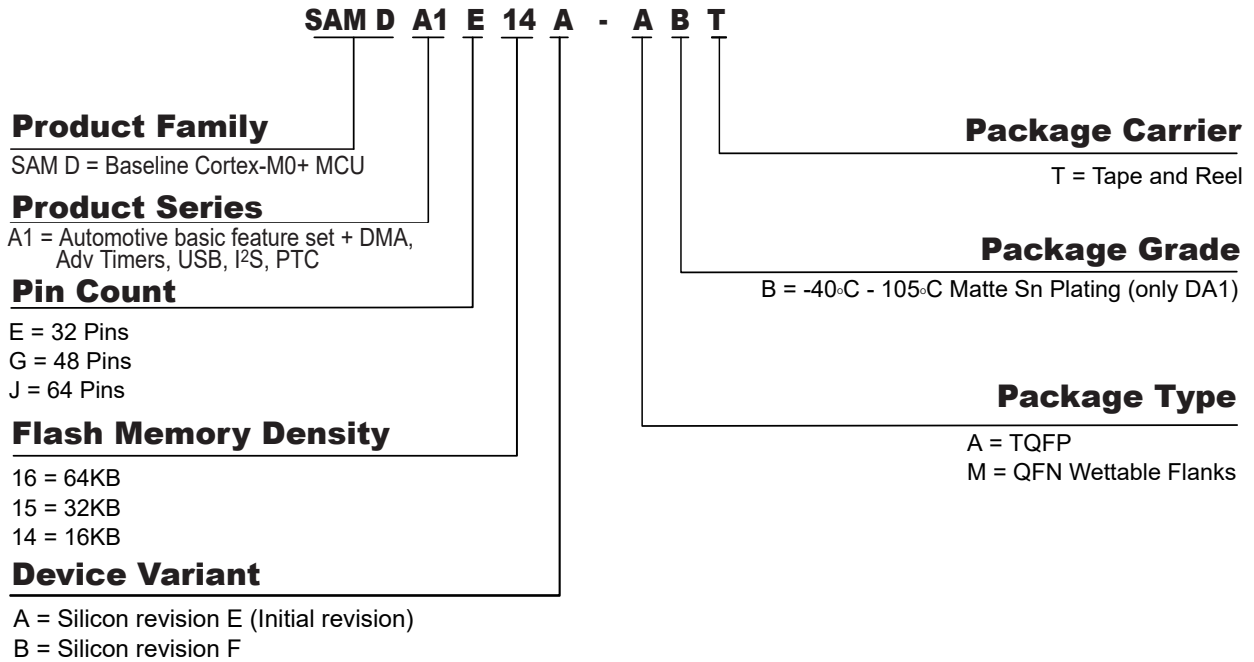 SAM D A1 E 14 A - A B T
Product Family
SAM D = Baseline Cortex-M0+ MCU
Product Series
A1 = Automotive basic feature set + DMA,
Adv Timers, USB, I²S, PTC
Pin Count
E = 32 Pins
G = 48 Pins
J = 64 Pins
Flash Memory Density
16 = 64KB
15 = 32KB
14 = 16KB
Device Variant
A = Silicon revision E (Initial revision)
B = Silicon revision F
Package Carrier
T = Tape and Reel
Package Grade
B = -40◦C - 105◦C Matte Sn Plating (only DA1)
Package Type
A = TQFP
M = QFN Wettable Flanks